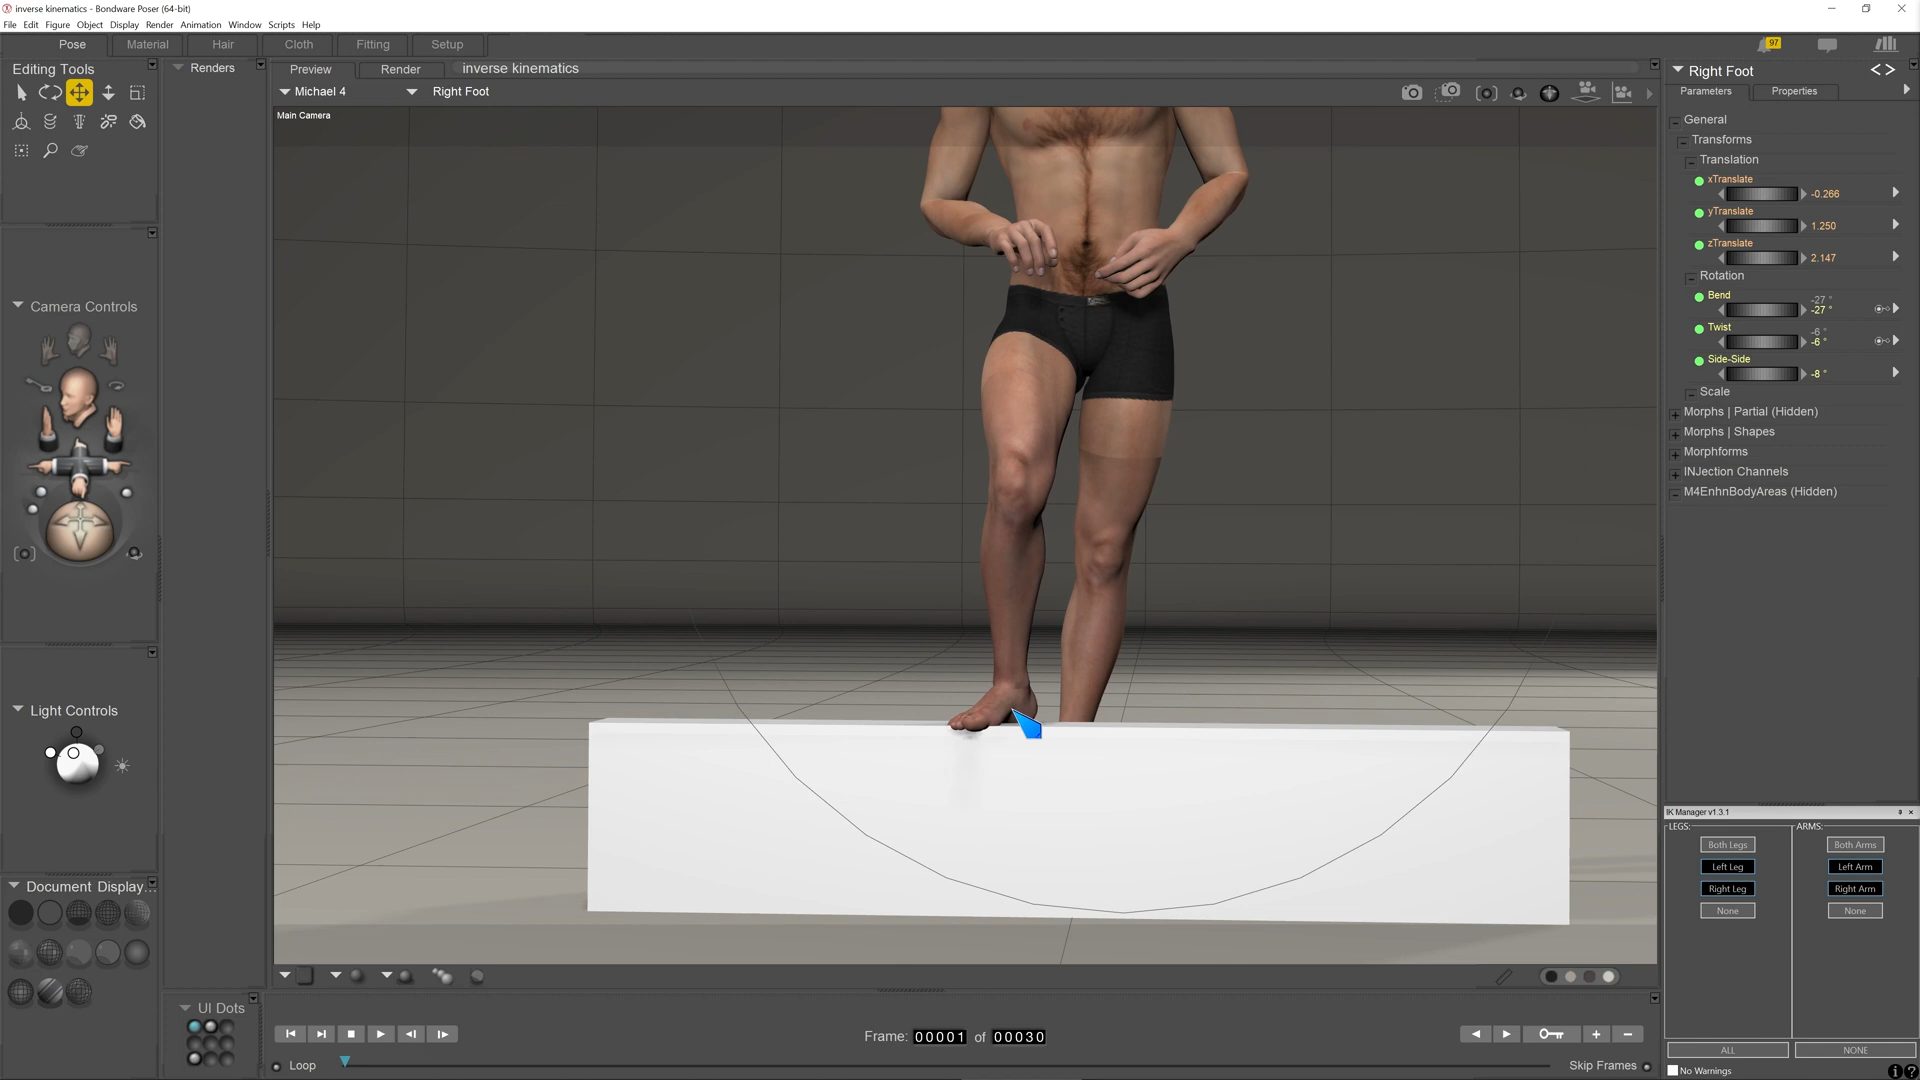 inverse kinematics - Bondware Poser (64-bit)
File Edit Figure Object Display Render Animation Window Scripts Help
Pose Material Hair Cloth Fitting Setup
97
Editing Tools
Renders
Preview Render inverse kinematics
Michael 4 Right Foot
Main Camera
Camera Controls
Light Controls
Document Display...
UI Dots
Frame: 00001 of 00030
Loop
Skip Frames
Right Foot
Parameters Properties
General
Transforms
Translation
xTranslate
-0.266
yTranslate
1.250
zTranslate
2.147
Rotation
Bend
-27 °
-27 °
Twist
-6 °
-6 °
Side-Side
-8 °
Scale
Morphs | Partial (Hidden)
Morphs | Shapes
Morphforms
INJection Channels
M4EnhnBodyAreas (Hidden)
IK Manager v1.3.1
LEGS: ARMS:
Both Legs Both Arms
Left Leg Left Arm
Right Leg Right Arm
None None
ALL NONE
No Warnings